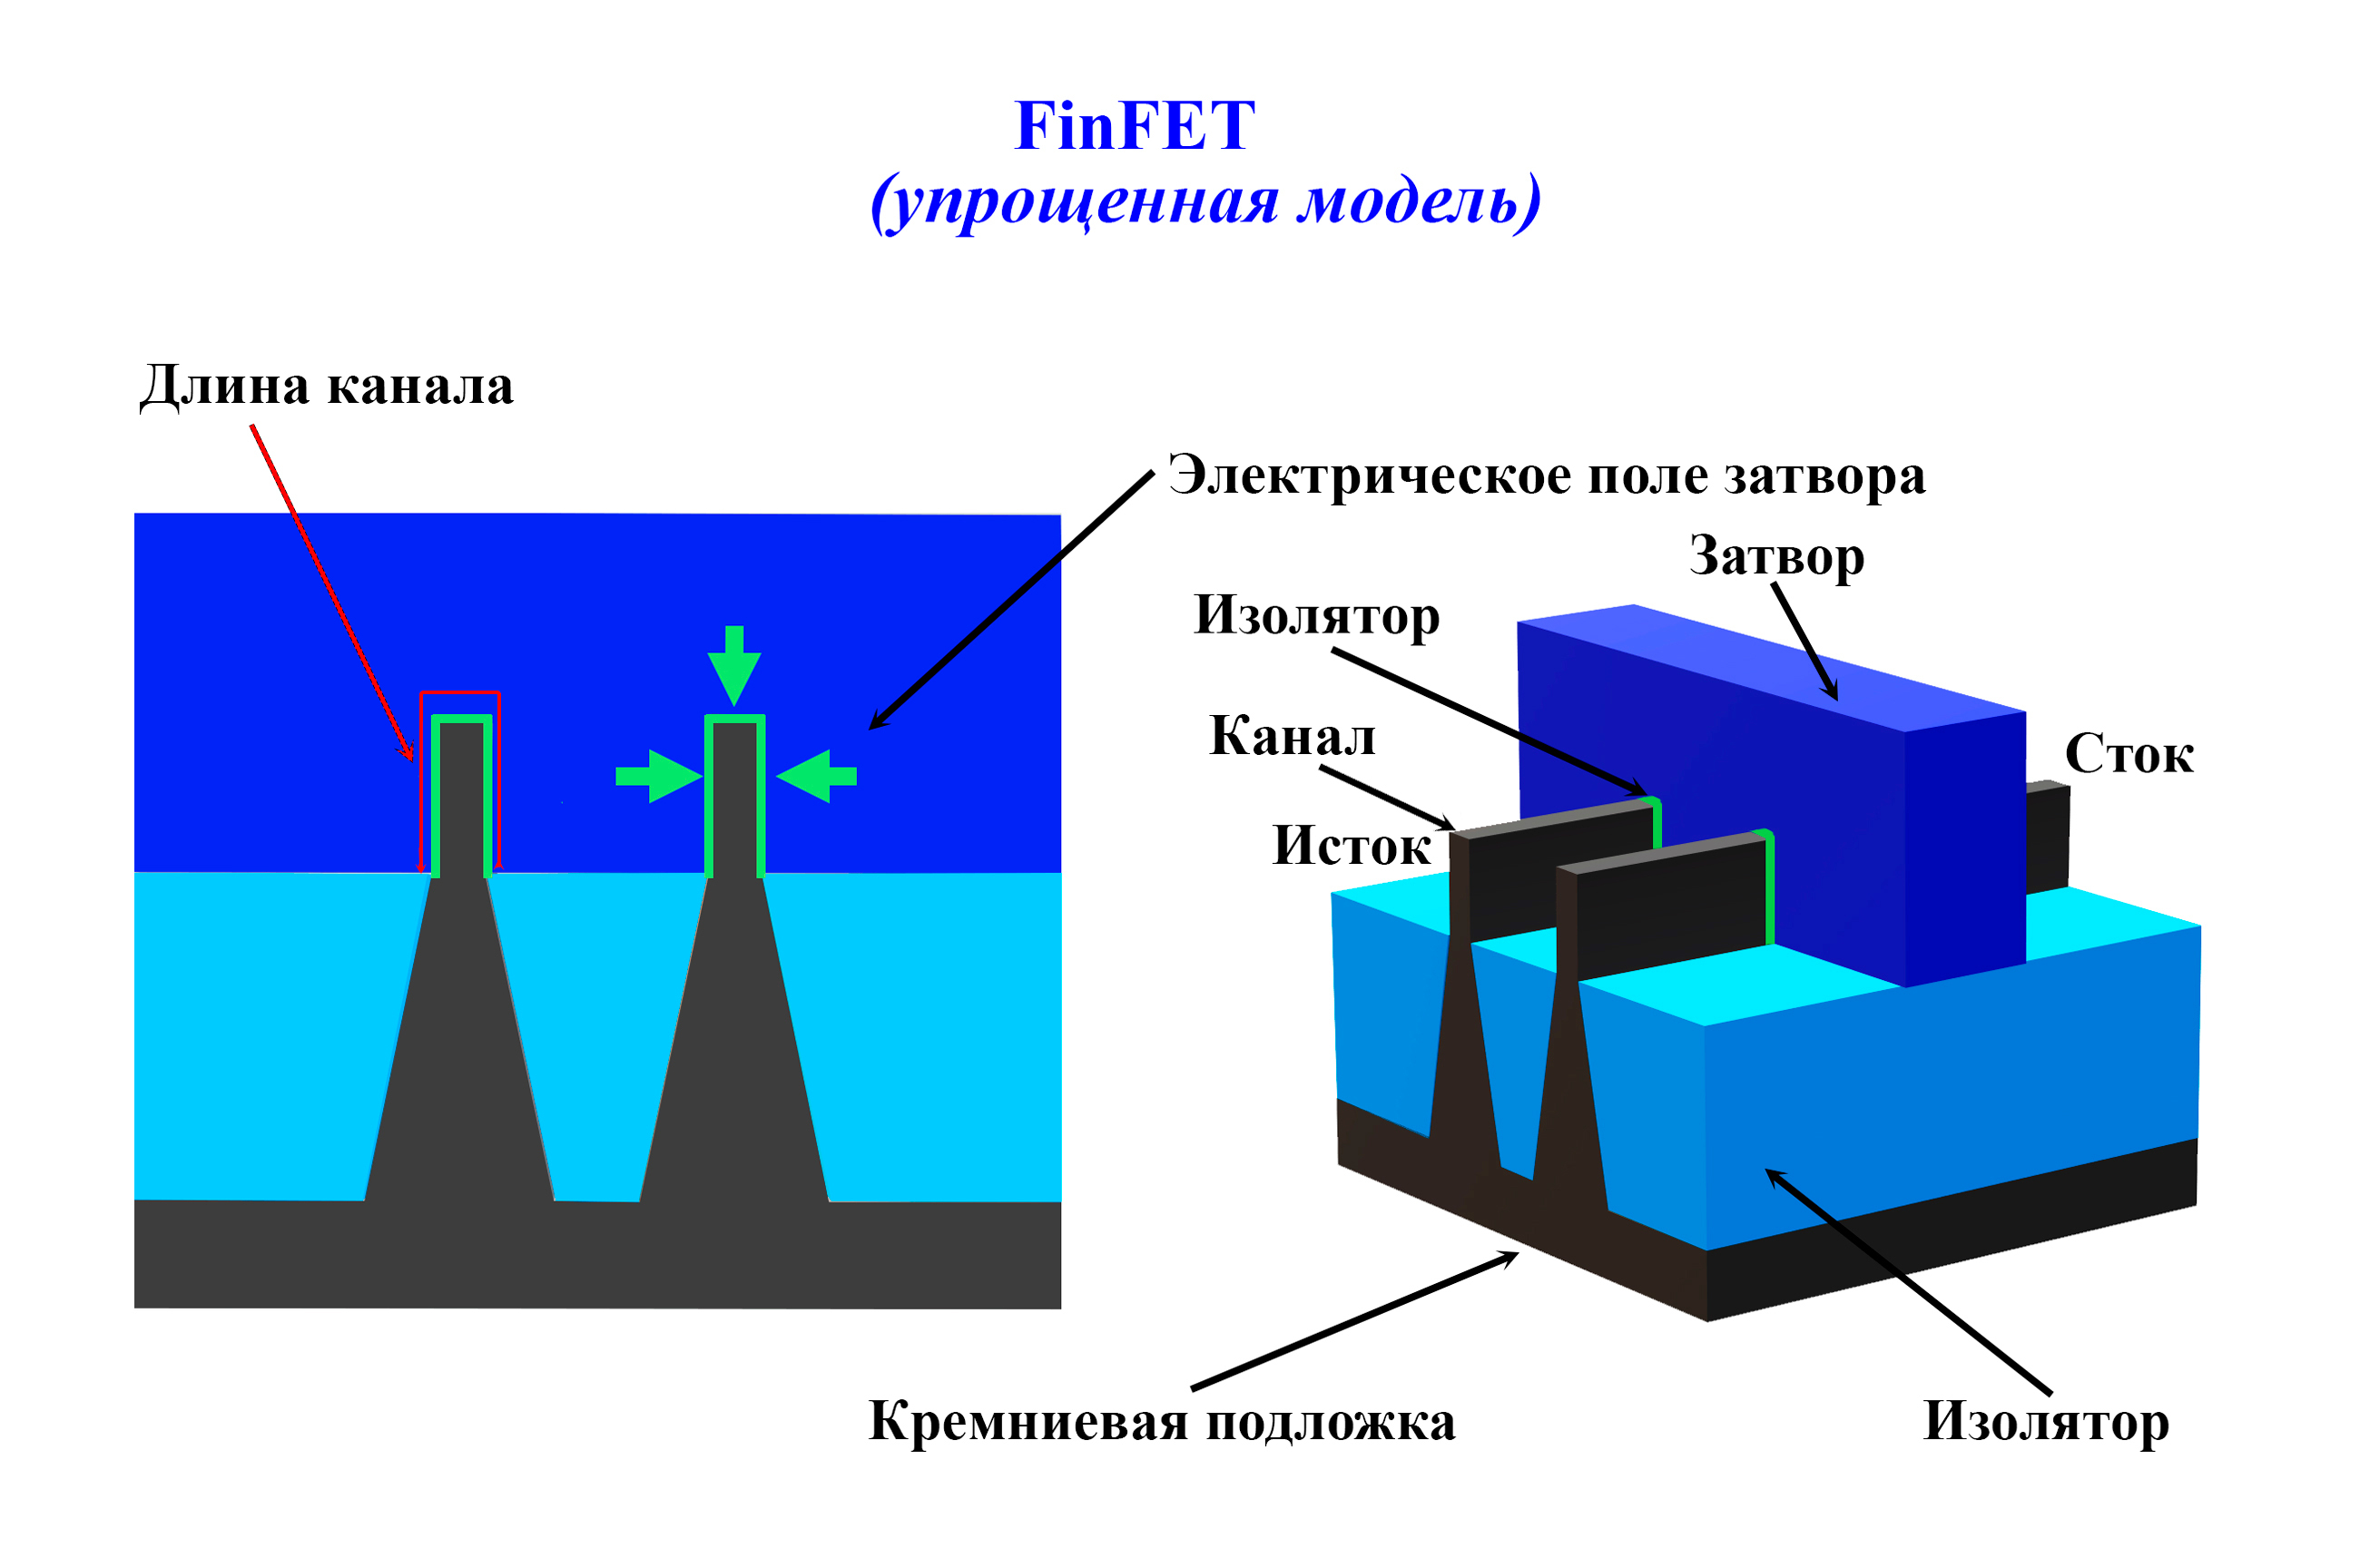 FinFET
(упрощенная модель)
Длина канала
Электрическое поле затвора
Затвор
Изолятор
Канал
Сток
Исток
Кремниевая подложка
Изолятор